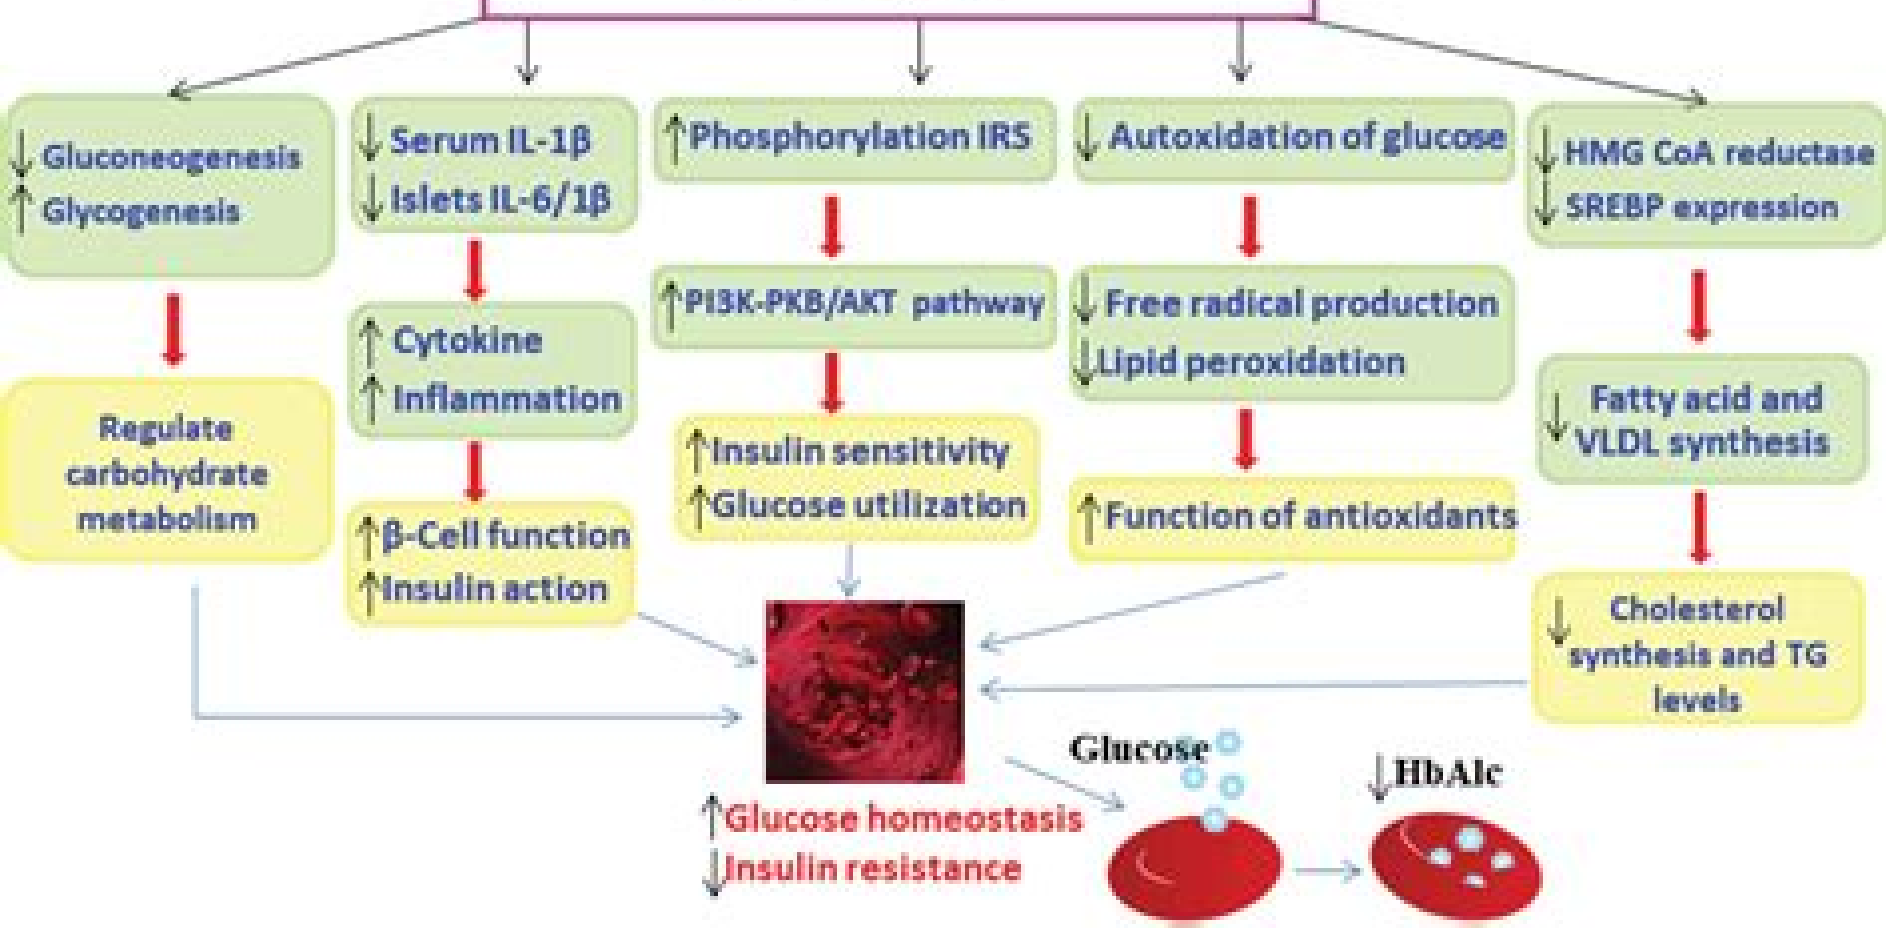 ↓ Gluconeogenesis
↑ Glycogenesis
Regulate
carbohydrate
metabolism
↓ Serum IL-1β
↓ Islets IL-6/1β
↑ Cytokine
↑ Inflammation
↑β-Cell function
↑Insulin action
↑Phosphorylation IRS
↑PI3K-PKB/AKT pathway
↑Insulin sensitivity
↑Glucose utilization
↓ Autoxidation of glucose
↓ Free radical production
↓Lipid peroxidation
↑Function of antioxidants
↓HMG CoA reductase
↓ SREBP expression
↓ Fatty acid and
VLDL synthesis
↓ Cholesterol
synthesis and TG
levels
↑Glucose homeostasis
↓Insulin resistance
Glucose
↓HbAlc